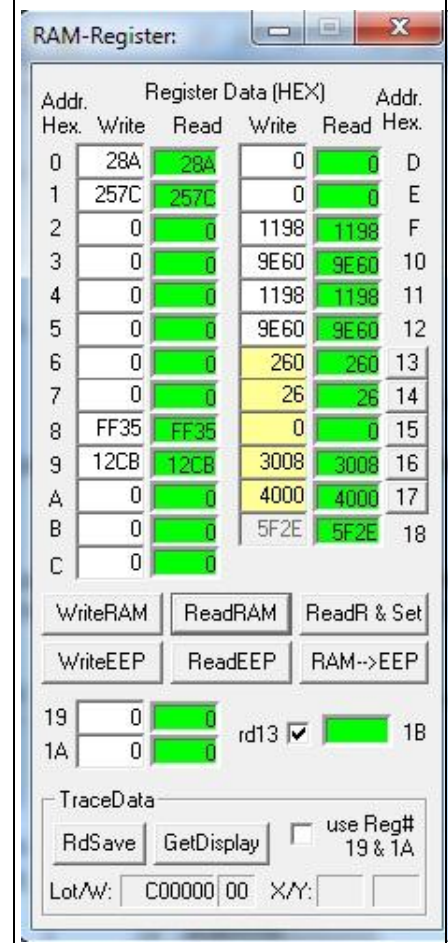 RAM-Register:
Addr. Register Data (HEX) Addr.
Hex. Write Read Write Read Hex.
0 28A 28A 0 0 D
1 257C 257C 0 0 E
2 0 0 1198 1198 F
3 0 0 9E60 9E60 10
4 0 0 1198 1198 11
5 0 0 9E60 9E60 12
6 0 0 260 260 13
7 0 0 26 26 14
8 FF35 FF35 0 0 15
9 12CB 12CB 3008 3008 16
A 0 0 4000 4000 17
B 0 0 5F2E 5F2E 18
C 0 0
WriteRAM ReadRAM ReadR & Set
WriteEEP ReadEEP RAM-->EEP
19 0 0 rd13 1B
1A 0 0
TraceData
RdSave GetDisplay use Reg#
19 & 1A
Lot/W: C00000 00 X/Y: